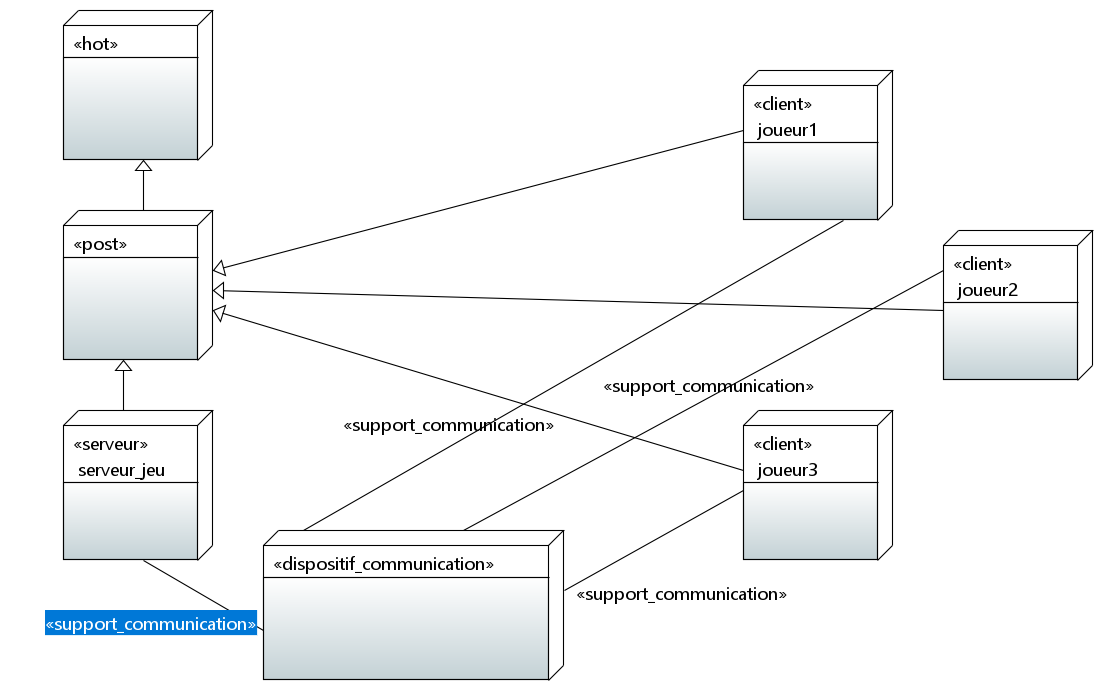 «hot»
«client»
joueur1
«post»
«client»
joueur2
«support_communication»
«support_communication»
«serveur»
serveur_jeu
«client»
joueur3
«dispositif_communication»
«support_communication»
«support_communication»